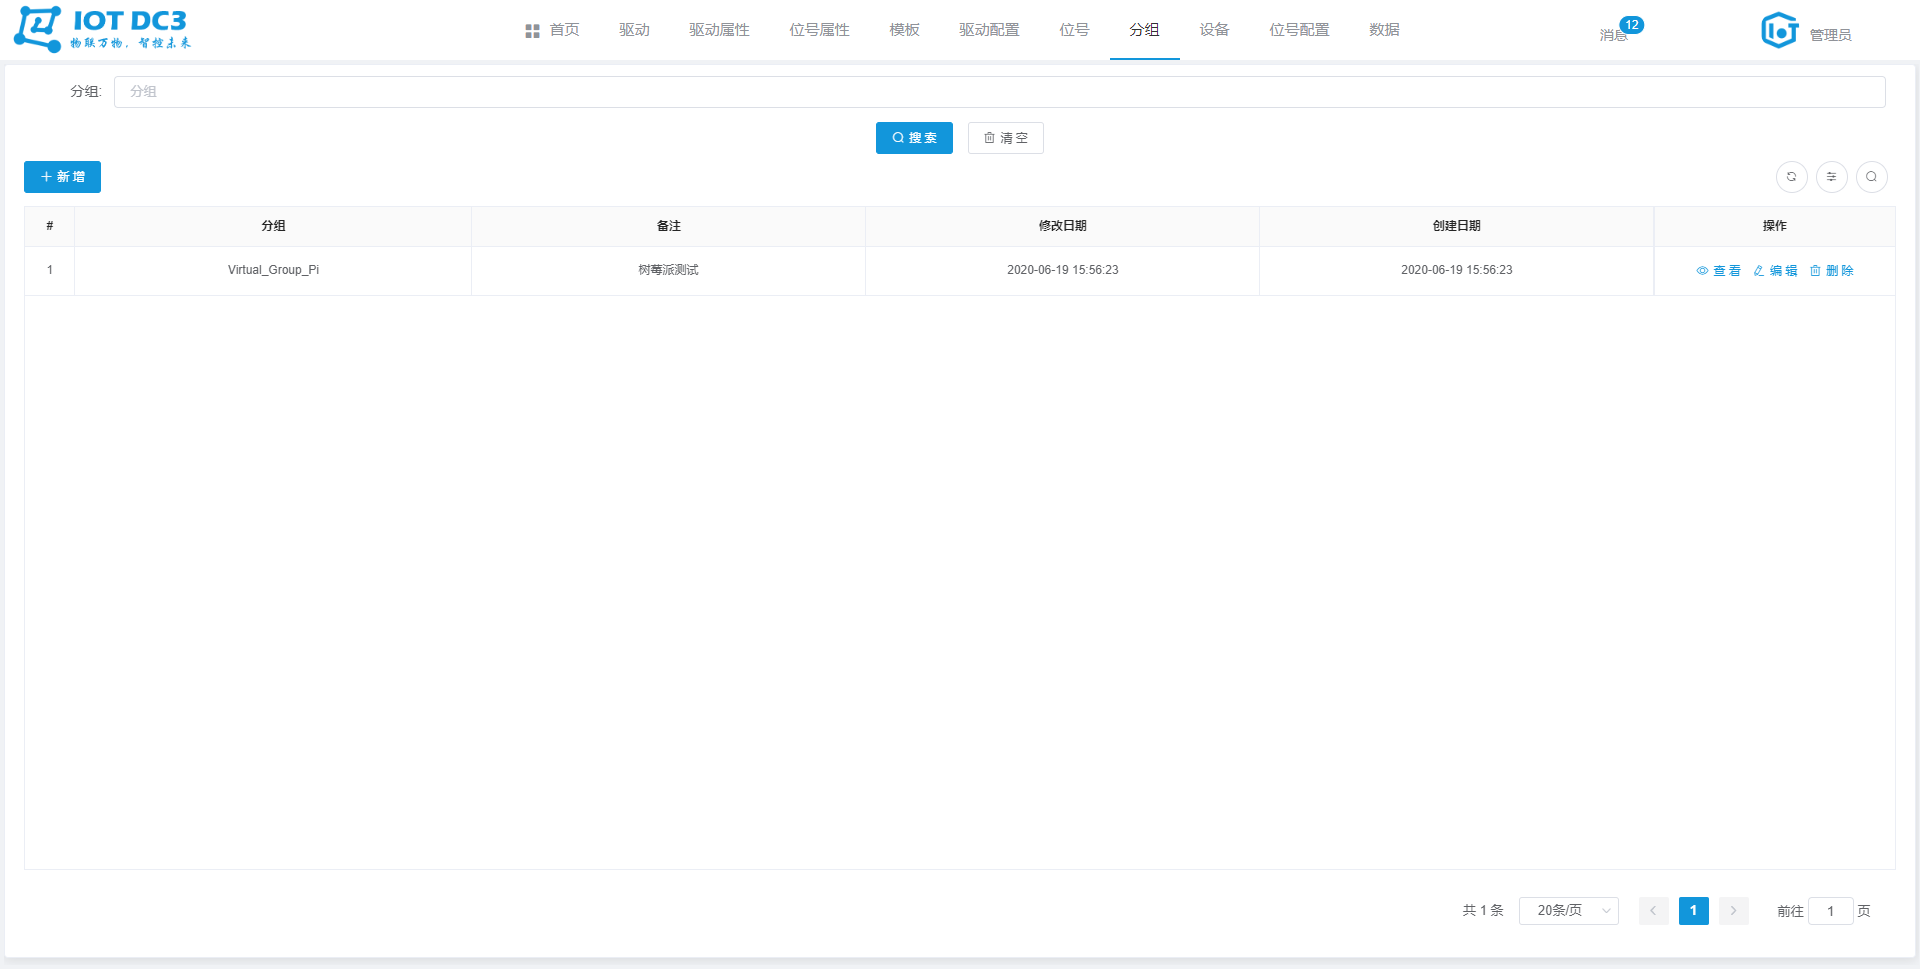 IOT DC3
物联万物，智控未来
首页 驱动 驱动属性 位号属性 模板 驱动配置 位号 分组 设备 位号配置 数据
消息 12
IoT 管理员
分组: 分组
搜 索 清 空
新 增
# 分组 备注 修改日期 创建日期 操作
1 Virtual_Group_Pi 树莓派测试 2020-06-19 15:56:23 2020-06-19 15:56:23 查 看 编 辑 删 除
共 1 条 20条/页 1 前往 1 页